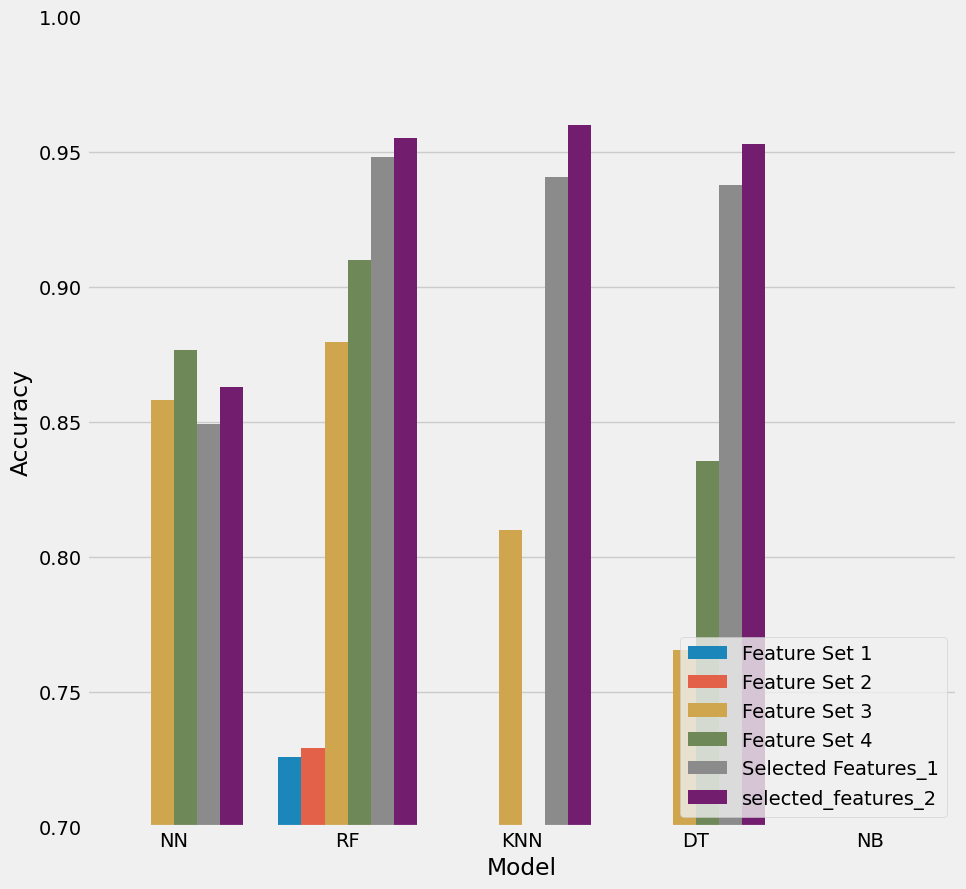 1.00
0.95
0.90
0.85
0.80
0.75
0.70
Accuracy
NN
RF
KNN
DT
NB
Model
Feature Set 1
Feature Set 2
Feature Set 3
Feature Set 4
Selected Features_1
selected_features_2